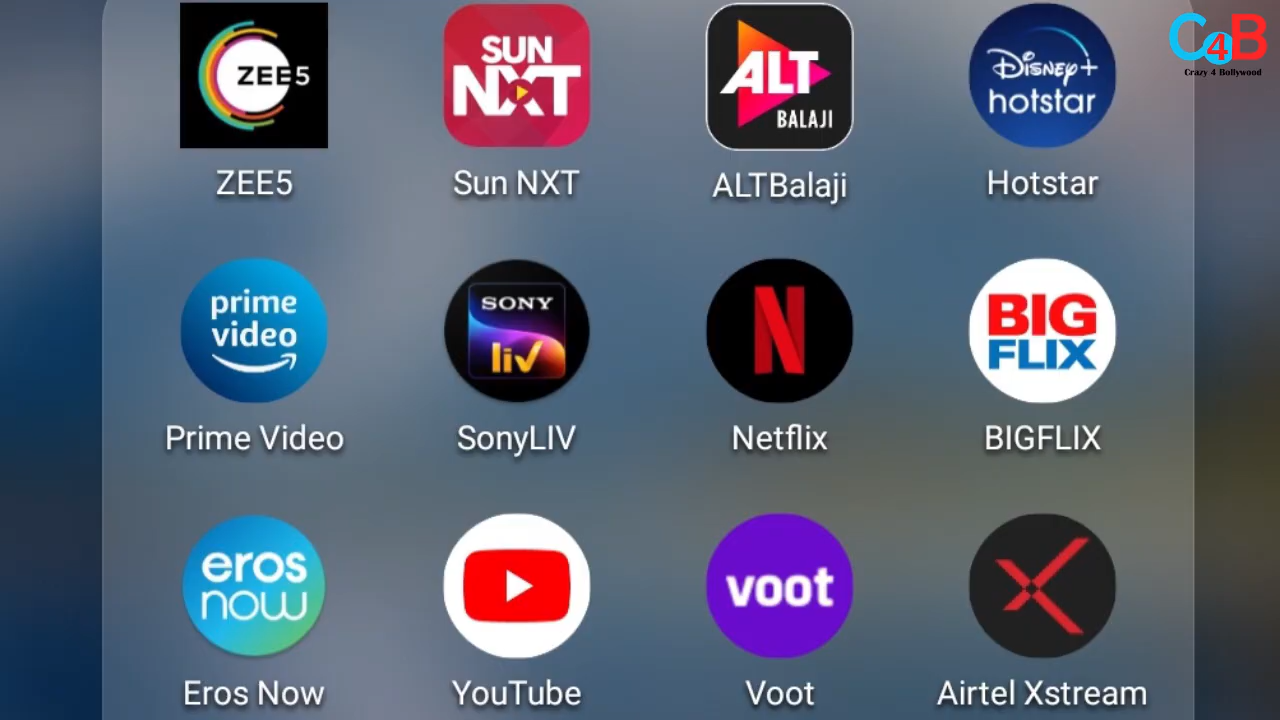 ZEE5
SUN
NXT
ALT
BALAJI
Disney+
hotstar
C4B
Crazy 4 Bollywood
ZEE5
Sun NXT
ALTBalaji
Hotstar
prime
video
SONY
liv
N
BIG
FLIX
Prime Video
SonyLIV
Netflix
BIGFLIX
eros
now
voot
Eros Now
YouTube
Voot
Airtel Xstream